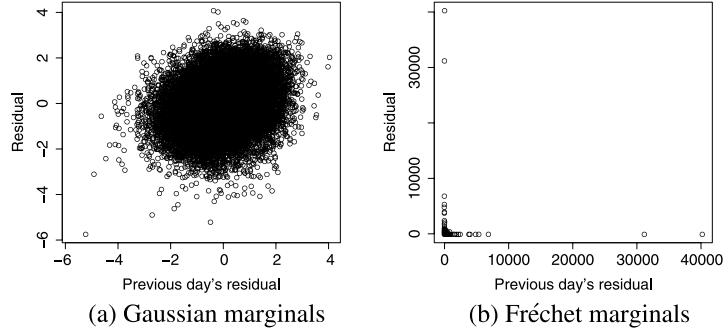 4
2
0
−2
−4
−6
Residual
−6 −4 −2 0 2 4
Previous day's residual
(a) Gaussian marginals
30000
10000
0
Residual
0 10000 20000 30000 40000
Previous day's residual
(b) Fréchet marginals